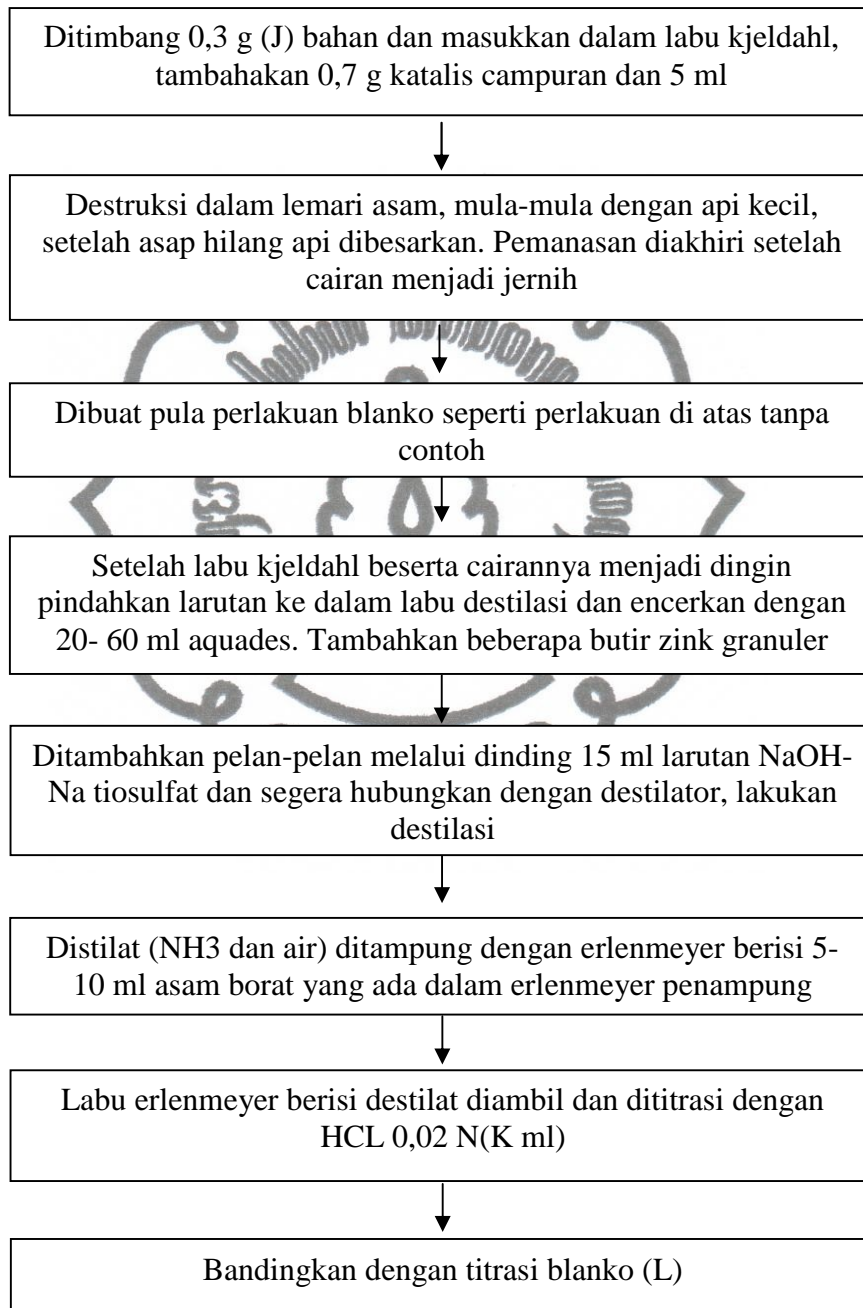 Ditimbang 0,3 g (J) bahan dan masukkan dalam labu kjeldahl,
tambahakan 0,7 g katalis campuran dan 5 ml
Destruksi dalam lemari asam, mula-mula dengan api kecil,
setelah asap hilang api dibesarkan. Pemanasan diakhiri setelah
cairan menjadi jernih
Dibuat pula perlakuan blanko seperti perlakuan di atas tanpa
contoh
Setelah labu kjeldahl beserta cairannya menjadi dingin
pindahkan larutan ke dalam labu destilasi dan encerkan dengan
20- 60 ml aquades. Tambahkan beberapa butir zink granuler
Ditambahkan pelan-pelan melalui dinding 15 ml larutan NaOH-
Na tiosulfat dan segera hubungkan dengan destilator, lakukan
destilasi
Distilat (NH3 dan air) ditampung dengan erlenmeyer berisi 5-
10 ml asam borat yang ada dalam erlenmeyer penampung
Labu erlenmeyer berisi destilat diambil dan dititrasi dengan
HCL 0,02 N(K ml)
Bandingkan dengan titrasi blanko (L)